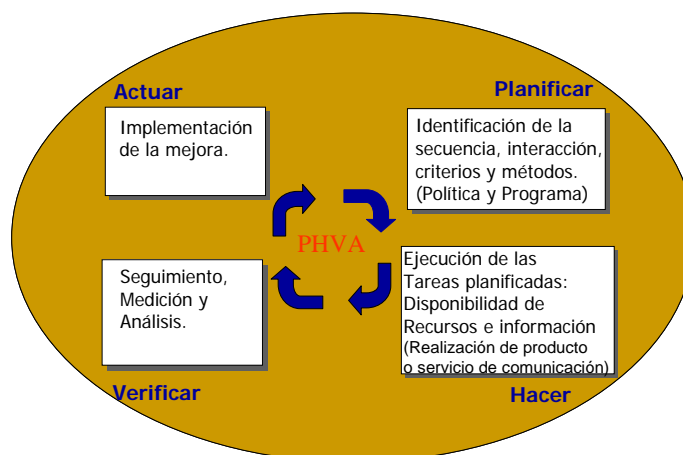 Actuar
Implementación
de la mejora.
Planificar
Identificación de la
secuencia, interacción,
criterios y métodos.
(Política y Programa)
PHVA
Seguimiento,
Medición y
Análisis.
Verificar
Ejecución de las
Tareas planificadas:
Disponibilidad de
Recursos e información
(Realización de producto
o servicio de comunicación)
Hacer